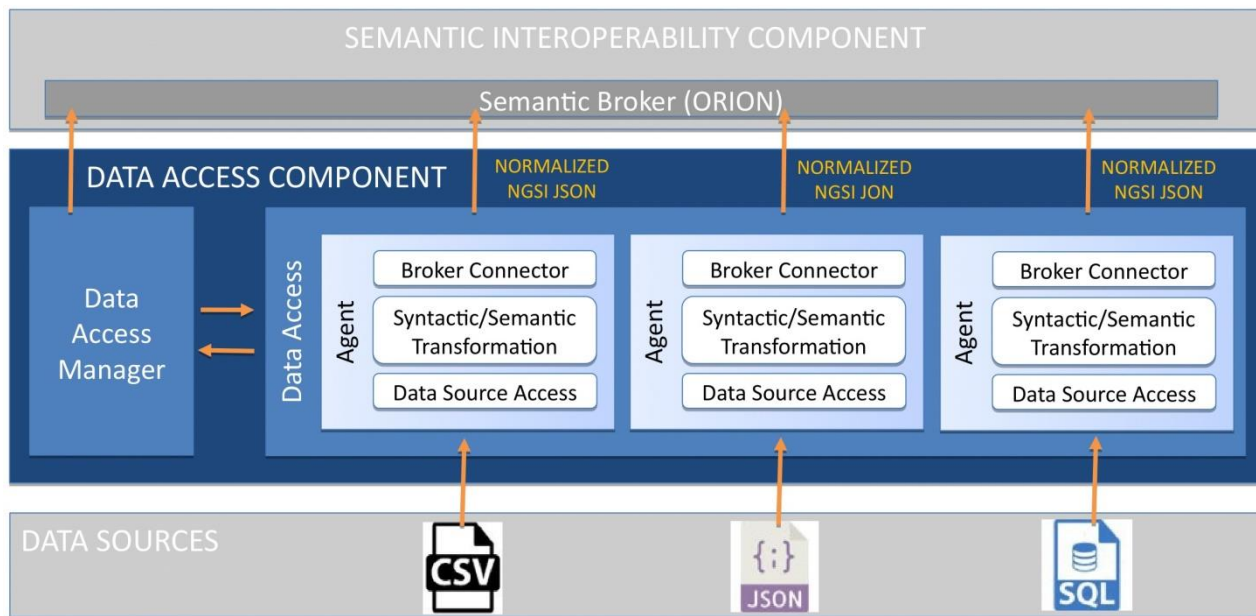 SEMANTIC INTEROPERABILITY COMPONENT
Semantic Broker (ORION)
DATA ACCESS COMPONENT
NORMALIZED
NGSI JSON
NORMALIZED
NGSI JON
NORMALIZED
NGSI JSON
Data
Access
Manager
Data Access
Agent
Broker Connector
Syntactic/Semantic
Transformation
Data Source Access
Agent
Broker Connector
Syntactic/Semantic
Transformation
Data Source Access
Agent
Broker Connector
Syntactic/Semantic
Transformation
Data Source Access
DATA SOURCES
CSV
{;}
JSON
SQL